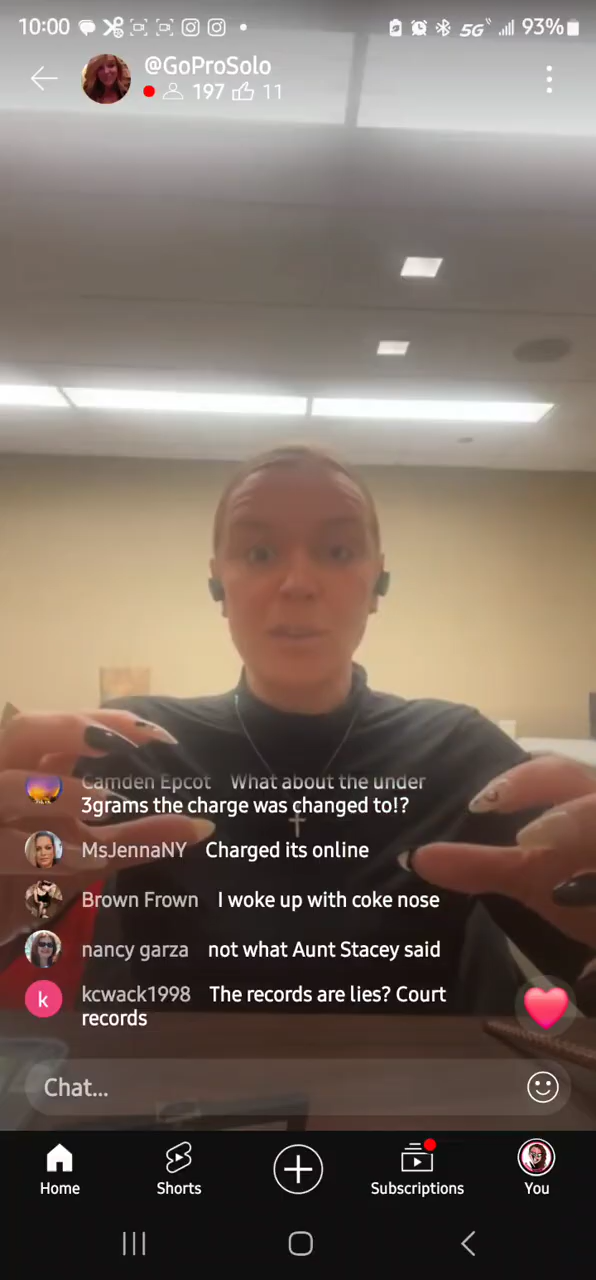 10:00 5G 93%
@GoProSolo
197 11
Camden Epcot What about the under
3grams the charge was changed to!?
MsJennaNY Charged its online
Brown Frown I woke up with coke nose
nancy garza not what Aunt Stacey said
k kcwack1998 The records are lies? Court
records
Chat...
Home Shorts Subscriptions You